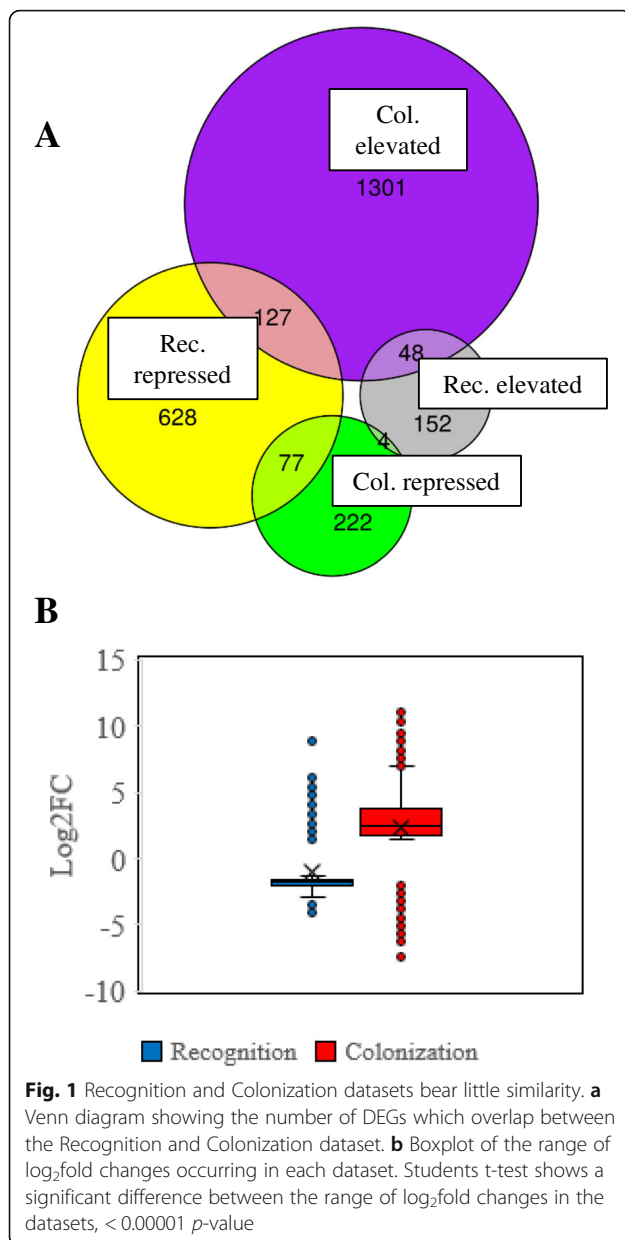 A
Col.
elevated
1301
127
48
Rec.
repressed
Rec. elevated
628
152
4
77
Col. repressed
222
B
15
10
5
0
-5
-10
Log2FC
Recognition
Colonization
Fig. 1 Recognition and Colonization datasets bear little similarity. a
Venn diagram showing the number of DEGs which overlap between
the Recognition and Colonization dataset. b Boxplot of the range of
log₂fold changes occurring in each dataset. Students t-test shows a
significant difference between the range of log₂fold changes in the
datasets, < 0.00001 p-value